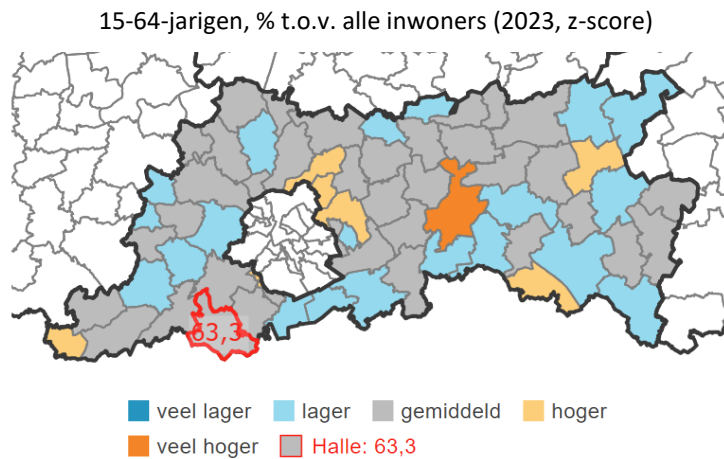 15-64-jarigen, % t.o.v. alle inwoners (2023, z-score)
63,3
veel lager lager gemiddeld hoger
veel hoger Halle: 63,3